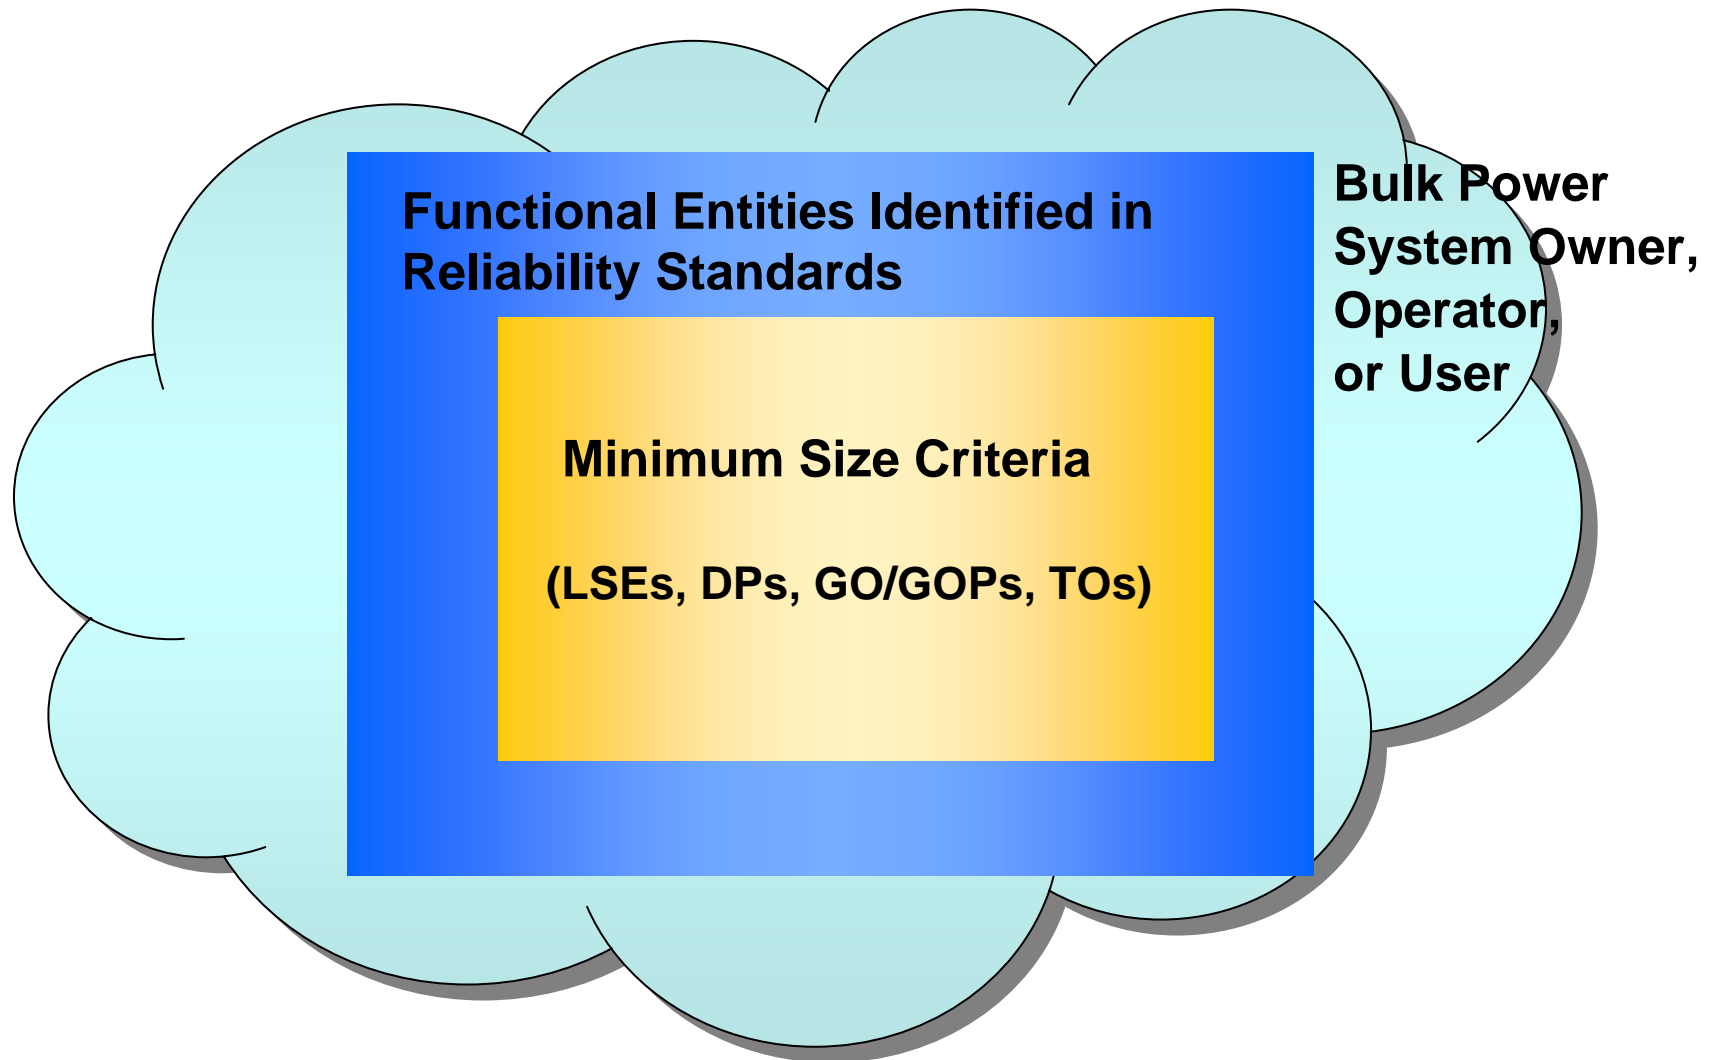 Functional Entities Identified in
Reliability Standards
Bulk Power
System Owner,
Operator,
or User
Minimum Size Criteria
(LSEs, DPs, GO/GOPs, TOs)